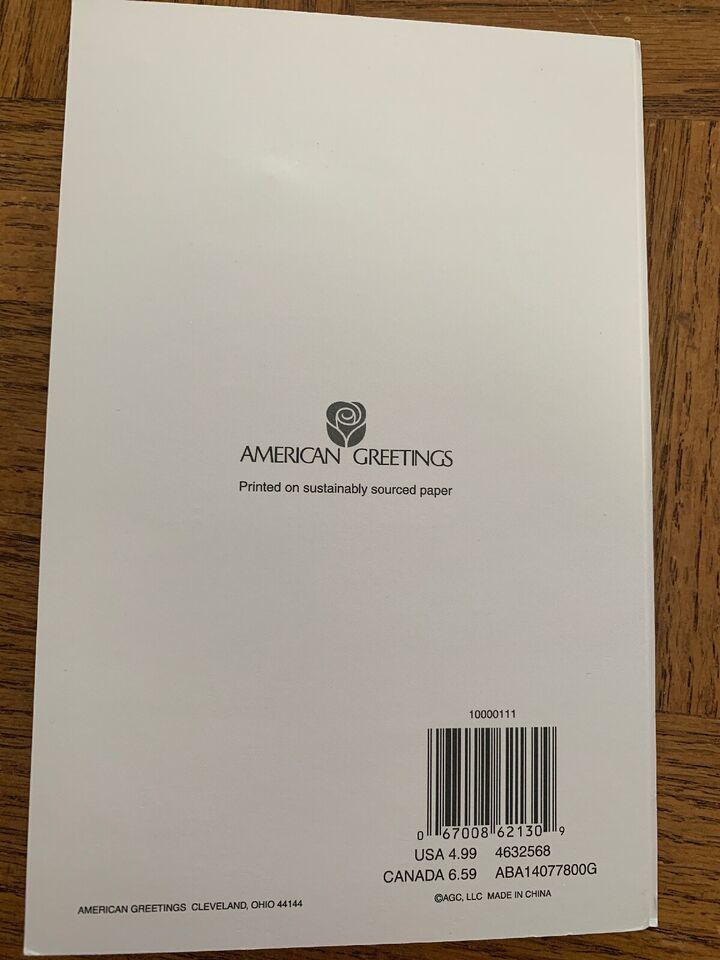 AMERICAN GREETINGS
Printed on sustainably sourced paper
10000111
0 67008 62130 9
USA 4.99 4632568
CANADA 6.59 ABA14077800G
©AGC, LLC MADE IN CHINA
AMERICAN GREETINGS CLEVELAND, OHIO 44144